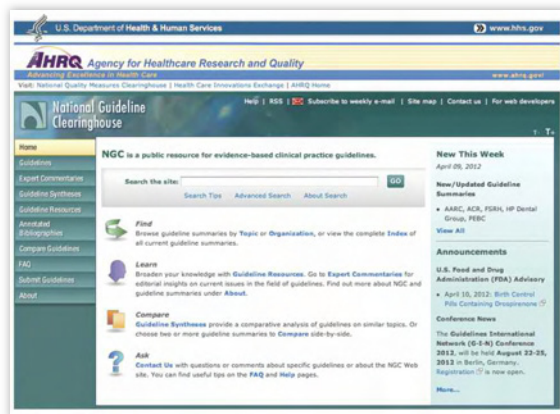 U.S. Department of Health & Human Services
www.hhs.gov
AHRQ Agency for Healthcare Research and Quality
Advancing Excellence in Health Care
www.ahrq.gov
Visit: National Quality Measures Clearinghouse | Health Care Innovations Exchange | AHRQ Home
National Guideline
Clearinghouse
Help | RSS | Subscribe to weekly e-mail | Site map | Contact us | For web developers
T- T+
Home
Guidelines
Expert Commentaries
Guideline Syntheses
Guideline Resources
Annotated
Bibliographies
Compare Guidelines
FAQ
Submit Guidelines
About
NGC is a public resource for evidence-based clinical practice guidelines.
Search the site:
GO
Search Tips Advanced Search About Search
Find
Browse guideline summaries by Topic or Organization, or view the complete Index of
all current guideline summaries.
Learn
Broaden your knowledge with Guideline Resources. Go to Expert Commentaries for
editorial insights on current issues in the field of guidelines. Find out more about NGC and
guideline summaries under About.
Compare
Guideline Syntheses provide a comparative analysis of guidelines on similar topics. Or
choose two or more guideline summaries to Compare side-by-side.
Ask
Contact Us with questions or comments about specific guidelines or about the NGC Web
site. You can find useful tips on the FAQ and Help pages.
New This Week
April 09, 2012
New/Updated Guideline
Summaries
• AARC, ACR, FSRH, HP Dental
Group, FEBC
View All
Announcements
U.S. Food and Drug
Administration (FDA) Advisory
• April 10, 2012: Birth Control
Pills Containing Drospirenone
Conference News
The Guidelines International
Network (G-I-N) Conference
2012, will be held August 22-25,
2012 in Berlin, Germany.
Registration is now open.
More...